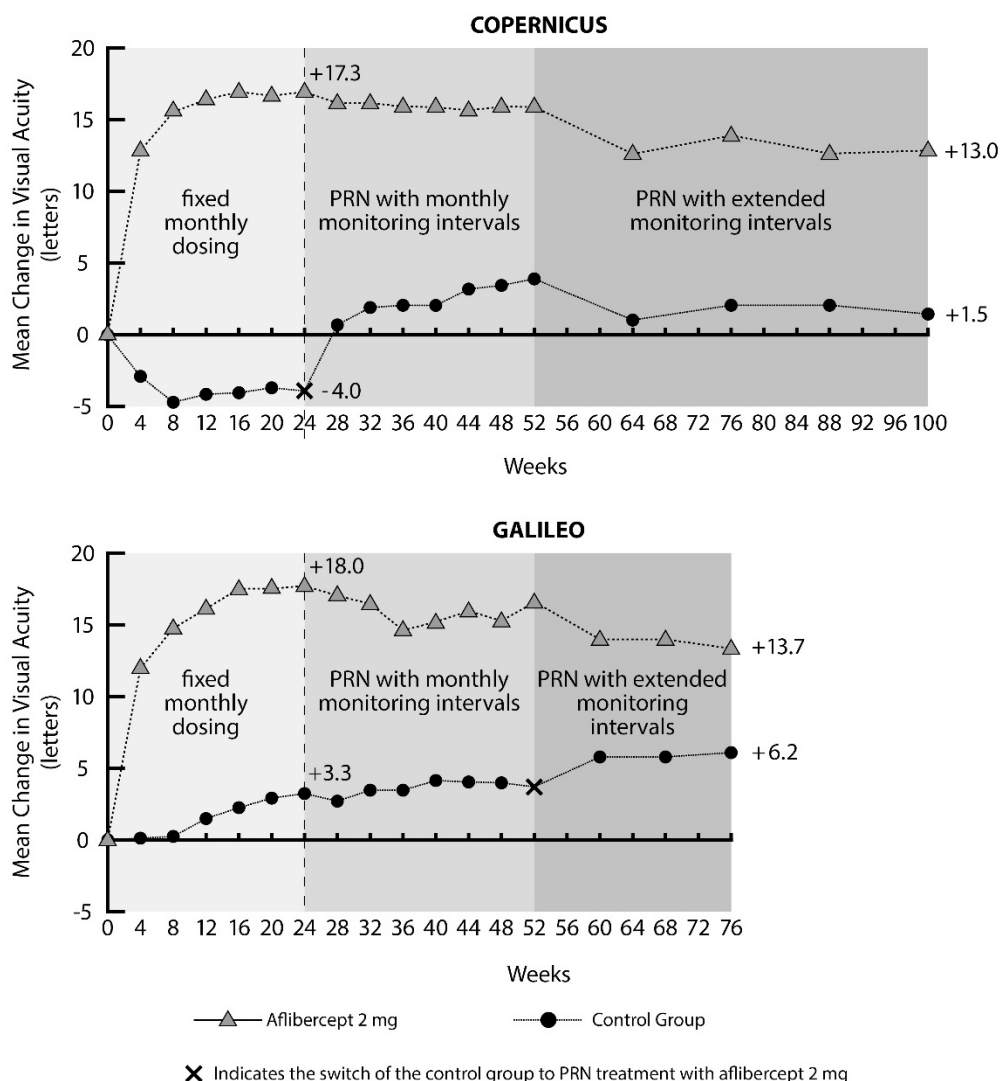 COPERNICUS
Mean Change in Visual Acuity
(letters)
20
15
10
5
0
-5
+17.3
+13.0
fixed
monthly
dosing
PRN with monthly
monitoring intervals
PRN with extended
monitoring intervals
+1.5
- 4.0
0 4 8 12 16 20 24 28 32 36 40 44 48 52 56 60 64 68 72 76 80 84 88 92 96 100
Weeks
GALILEO
Mean Change in Visual Acuity
(letters)
20
15
10
5
0
-5
+18.0
+13.7
fixed
monthly
dosing
PRN with monthly
monitoring intervals
PRN with extended
monitoring
intervals
+3.3
+6.2
0 4 8 12 16 20 24 28 32 36 40 44 48 52 56 60 64 68 72 76
Weeks
Aflibercept 2 mg
Control Group
Indicates the switch of the control group to PRN treatment with aflibercept 2 mg